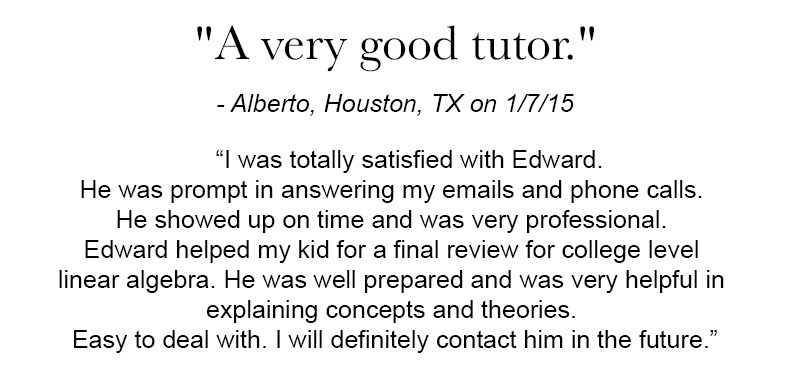 "A very good tutor."
- Alberto, Houston, TX on 1/7/15
“I was totally satisfied with Edward.
He was prompt in answering my emails and phone calls.
He showed up on time and was very professional.
Edward helped my kid for a final review for college level
linear algebra. He was well prepared and was very helpful in
explaining concepts and theories.
Easy to deal with. I will definitely contact him in the future.”